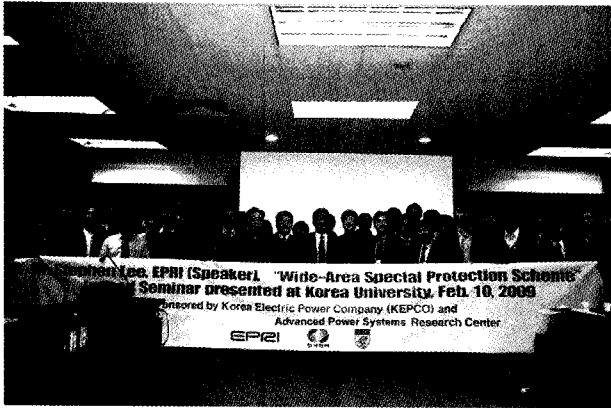 Stephen Lee, EPRI (Speaker), "Wide-Area Special Protection Scheme"
Seminar presented at Korea University, Feb. 10, 2009
Sponsored by Korea Electric Power Company (KEPCO) and
Advanced Power Systems Research Center
EPRI